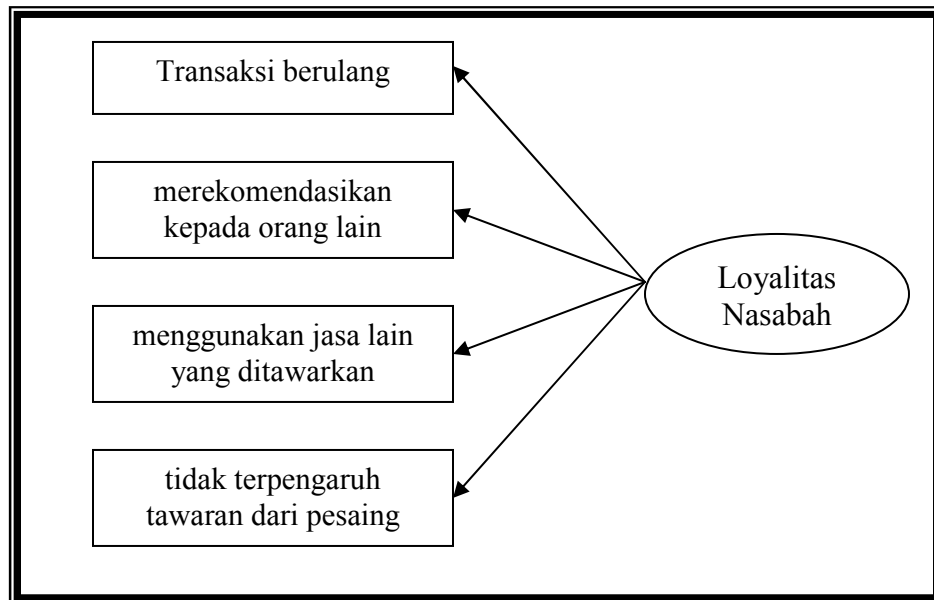 Transaksi berulang
merekomendasikan
kepada orang lain
menggunakan jasa lain
yang ditawarkan
tidak terpengaruh
tawaran dari pesaing
Loyalitas
Nasabah